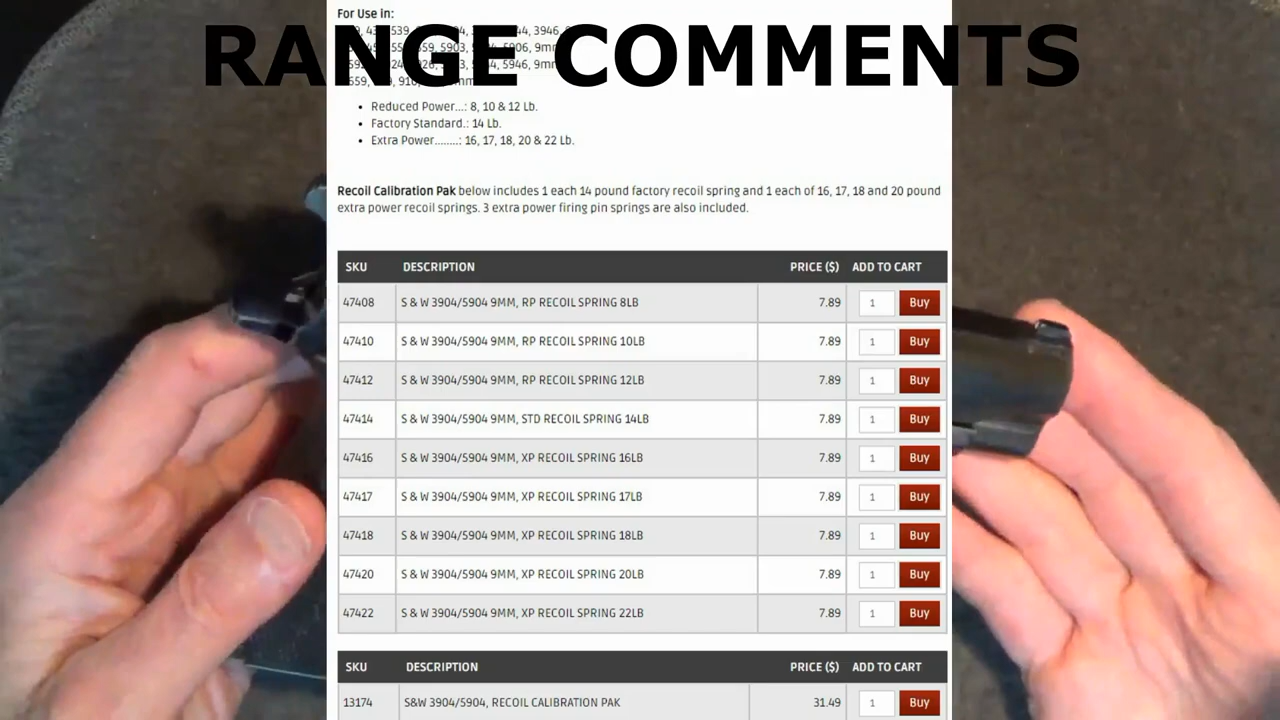 RANGE COMMENTS
For Use in:
539, 3946,
5903, 5906, 9mm
5946, 9mm
659,
• Reduced Power...: 8, 10 & 12 Lb.
• Factory Standard.: 14 Lb.
• Extra Power........: 16, 17, 18, 20 & 22 Lb.
Recoil Calibration Pak below includes 1 each 14 pound factory recoil spring and 1 each of 16, 17, 18 and 20 pound
extra power recoil springs. 3 extra power firing pin springs are also included.
SKU DESCRIPTION PRICE ($) ADD TO CART
47408 S & W 3904/5904 9MM, RP RECOIL SPRING 8LB 7.89 1 Buy
47410 S & W 3904/5904 9MM, RP RECOIL SPRING 10LB 7.89 1 Buy
47412 S & W 3904/5904 9MM, RP RECOIL SPRING 12LB 7.89 1 Buy
47414 S & W 3904/5904 9MM, STD RECOIL SPRING 14LB 7.89 1 Buy
47416 S & W 3904/5904 9MM, XP RECOIL SPRING 16LB 7.89 1 Buy
47417 S & W 3904/5904 9MM, XP RECOIL SPRING 17LB 7.89 1 Buy
47418 S & W 3904/5904 9MM, XP RECOIL SPRING 18LB 7.89 1 Buy
47420 S & W 3904/5904 9MM, XP RECOIL SPRING 20LB 7.89 1 Buy
47422 S & W 3904/5904 9MM, XP RECOIL SPRING 22LB 7.89 1 Buy
SKU DESCRIPTION PRICE ($) ADD TO CART
13174 S&W 3904/5904, RECOIL CALIBRATION PAK 31.49 1 Buy